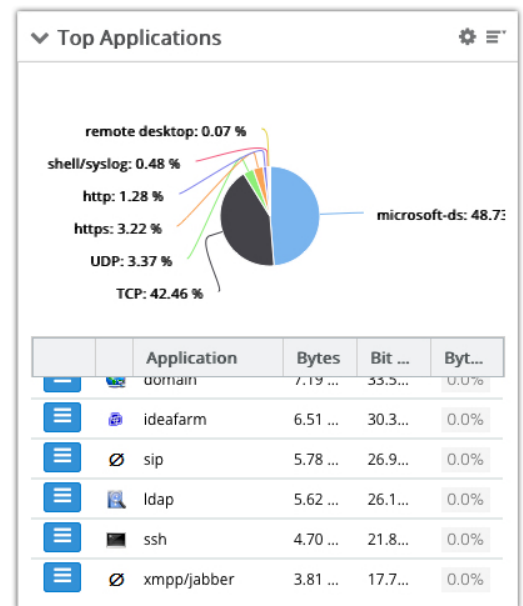 Top Applications
remote desktop: 0.07 %
shell/syslog: 0.48 %
http: 1.28 %
https: 3.22 %
UDP: 3.37 %
TCP: 42.46 %
microsoft-ds: 48.73
Application Bytes Bit ... Byt...
domain 7.19 ... 33.5... 0.0%
ideafarm 6.51 ... 30.3... 0.0%
sip 5.78 ... 26.9... 0.0%
ldap 5.62 ... 26.1... 0.0%
ssh 4.70 ... 21.8... 0.0%
xmpp/jabber 3.81 ... 17.7... 0.0%